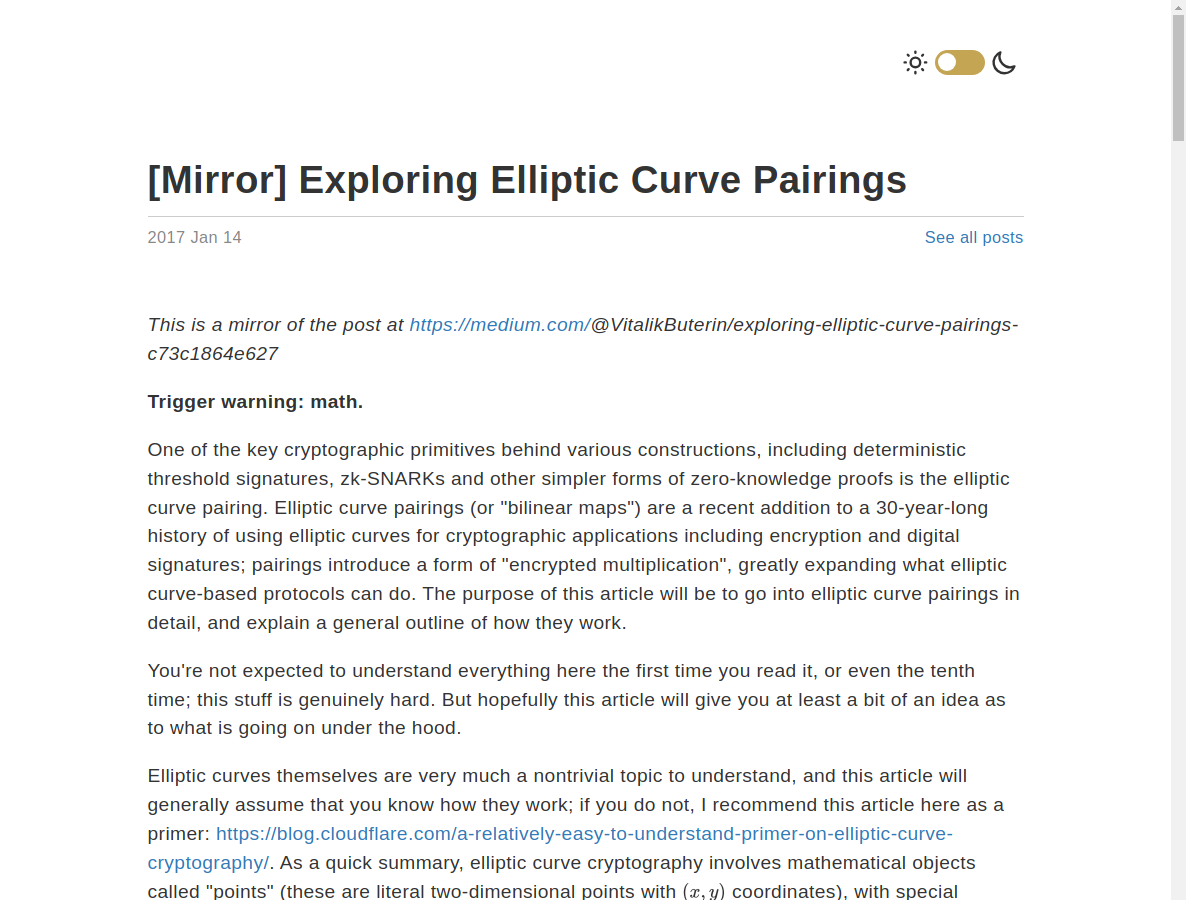 [Mirror] Exploring Elliptic Curve Pairings
2017 Jan 14
See all posts
This is a mirror of the post at https://medium.com/@VitalikButerin/exploring-elliptic-curve-pairings-
c73c1864e627
Trigger warning: math.
One of the key cryptographic primitives behind various constructions, including deterministic
threshold signatures, zk-SNARKs and other simpler forms of zero-knowledge proofs is the elliptic
curve pairing. Elliptic curve pairings (or "bilinear maps") are a recent addition to a 30-year-long
history of using elliptic curves for cryptographic applications including encryption and digital
signatures; pairings introduce a form of "encrypted multiplication", greatly expanding what elliptic
curve-based protocols can do. The purpose of this article will be to go into elliptic curve pairings in
detail, and explain a general outline of how they work.
You're not expected to understand everything here the first time you read it, or even the tenth
time; this stuff is genuinely hard. But hopefully this article will give you at least a bit of an idea as
to what is going on under the hood.
Elliptic curves themselves are very much a nontrivial topic to understand, and this article will
generally assume that you know how they work; if you do not, I recommend this article here as a
primer: https://blog.cloudflare.com/a-relatively-easy-to-understand-primer-on-elliptic-curve-
cryptography/. As a quick summary, elliptic curve cryptography involves mathematical objects
called "points" (these are literal two-dimensional points with (x, y) coordinates), with special